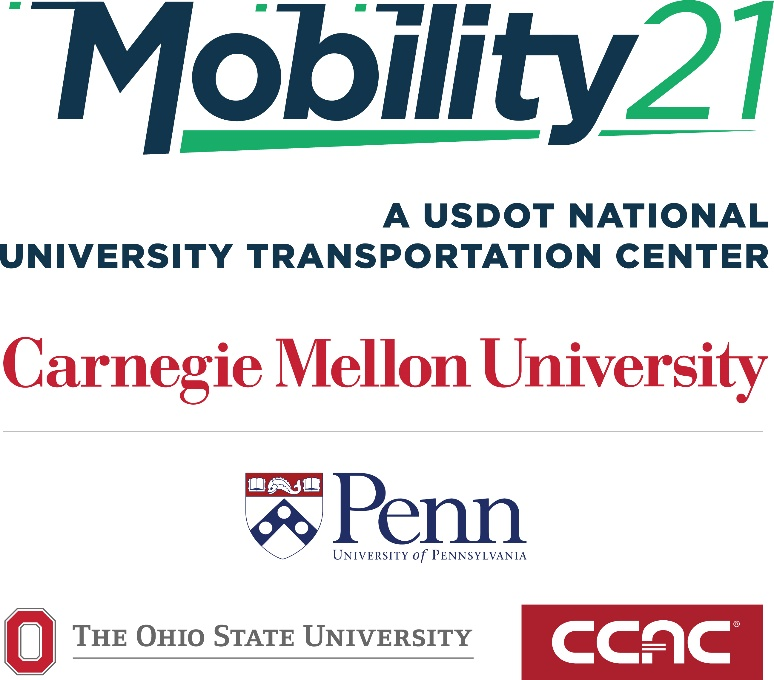 Mobility21
A USDOT NATIONAL
UNIVERSITY TRANSPORTATION CENTER
Carnegie Mellon University
Penn
UNIVERSITY of PENNSYLVANIA
O
THE OHIO STATE UNIVERSITY
CCAC®